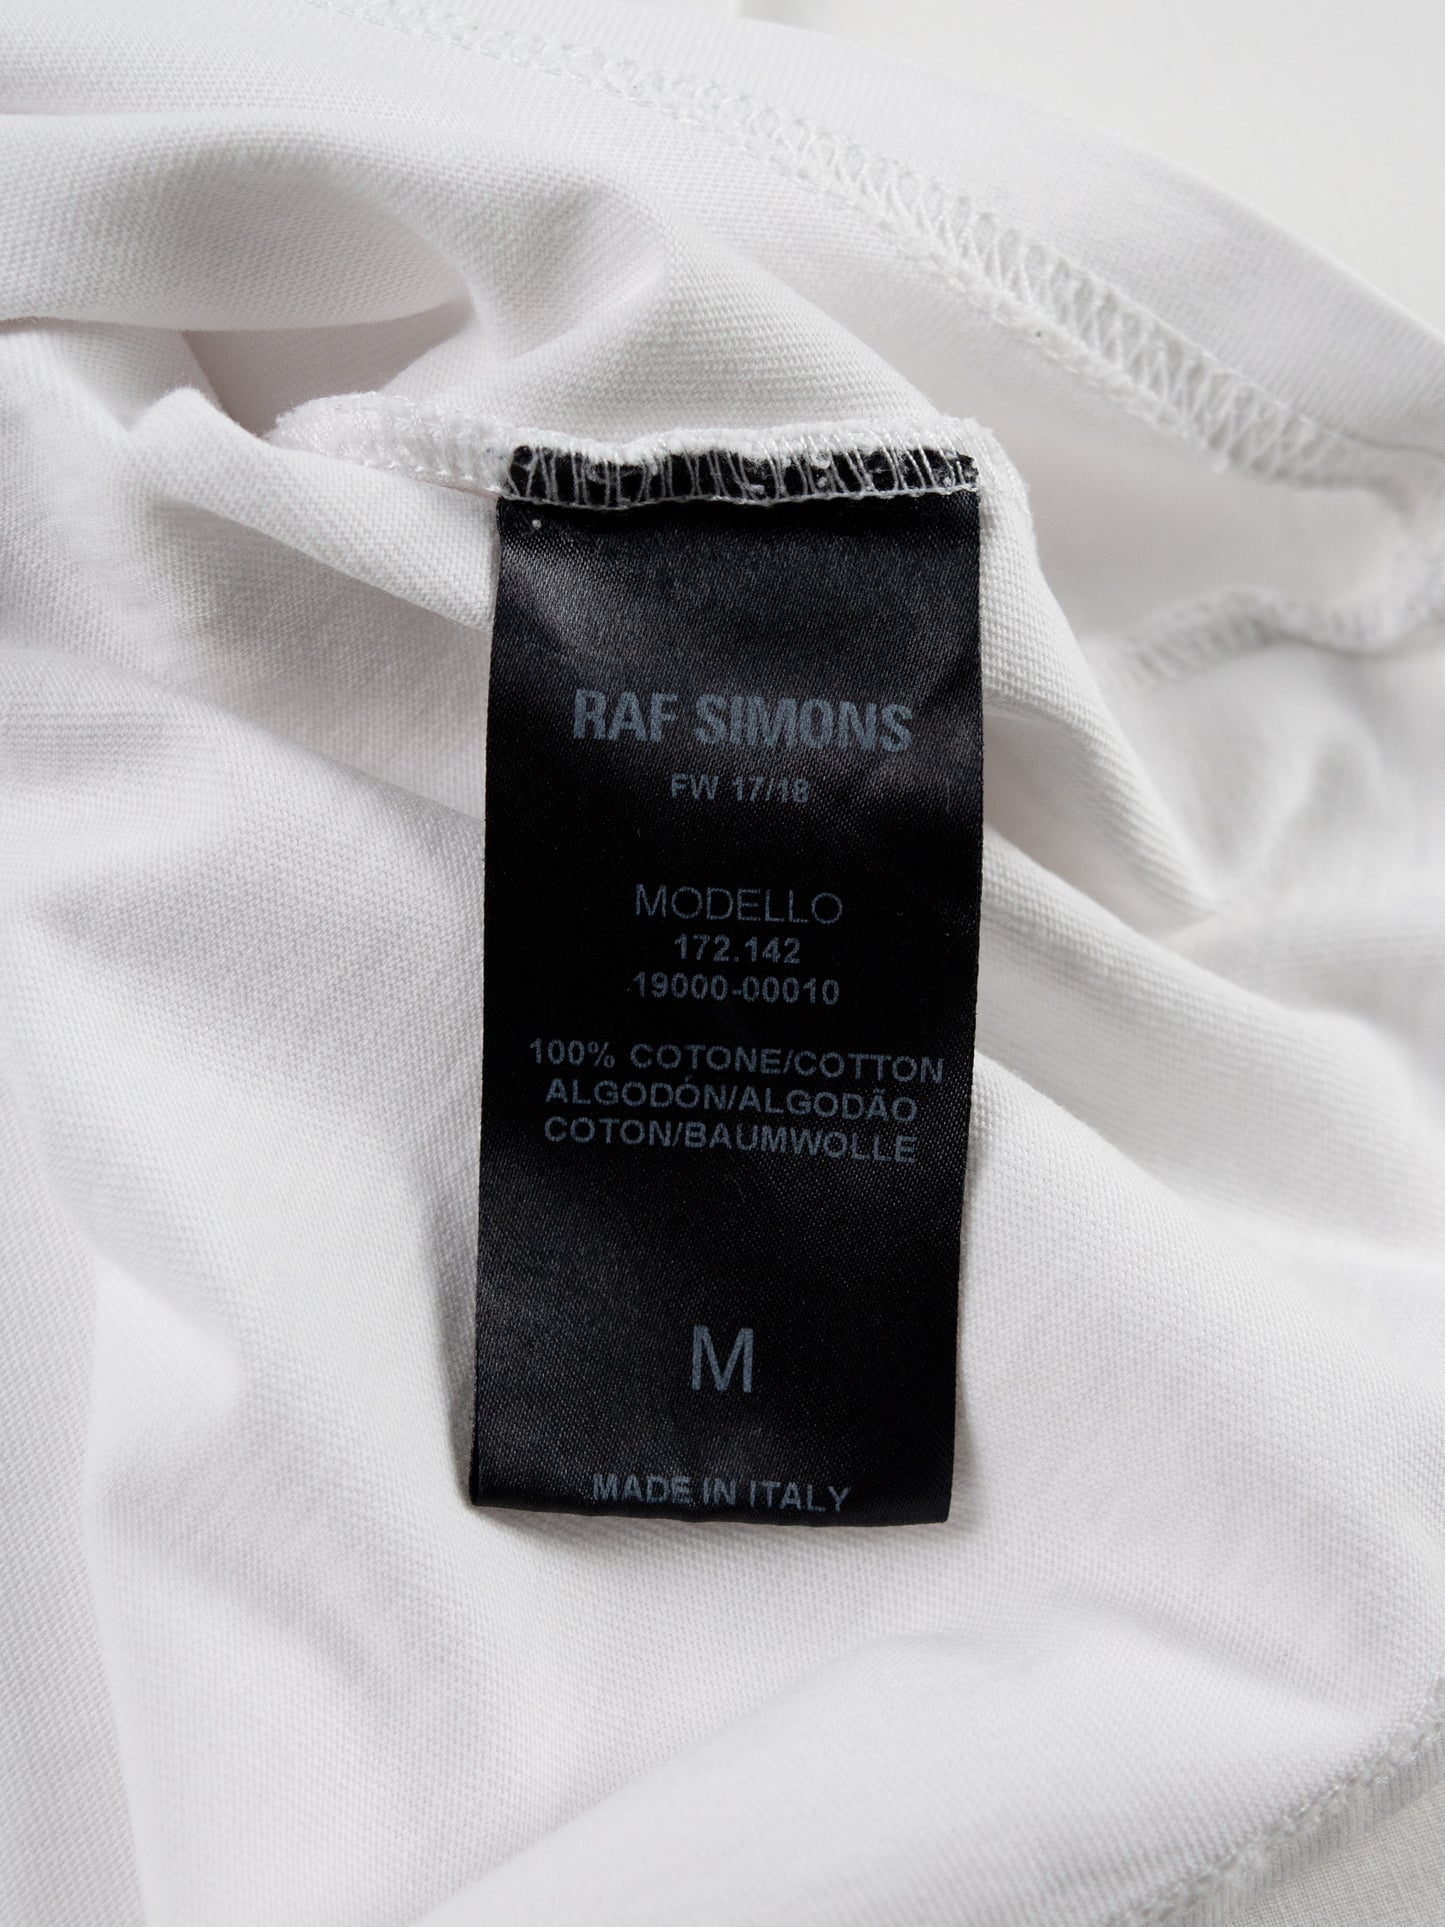 RAF SIMONS
FW 17/18
MODELLO
172.142
19000-00010
100% COTONE/COTTON
ALGODÓN/ALGODÃO
COTON/BAUMWOLLE
M
MADE IN ITALY